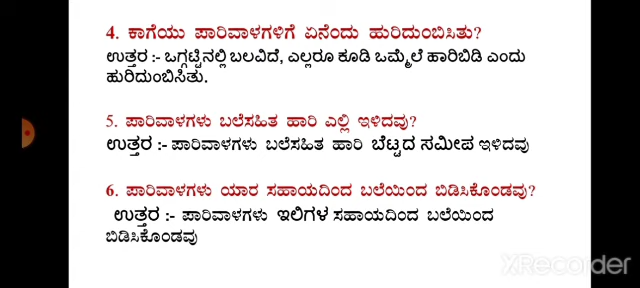 4. ಕಾಗೆಯು ಪಾರಿವಾಳಗಳಿಗೆ ಏನೆಂದು ಹುರಿದುಂಬಿಸಿತು?
ಉತ್ತರ :- ಒಗ್ಗಟ್ಟಿನಲ್ಲಿ ಬಲವಿದೆ, ಎಲ್ಲರೂ ಕೂಡಿ ಒಮ್ಮೆಲೆ ಹಾರಿಬಿಡಿ ಎಂದು
ಹುರಿದುಂಬಿಸಿತು.
5. ಪಾರಿವಾಳಗಳು ಬಲೆಸಹಿತ ಹಾರಿ ಎಲ್ಲಿ ಇಳಿದವು?
ಉತ್ತರ :- ಪಾರಿವಾಳಗಳು ಬಲೆಸಹಿತ ಹಾರಿ ಬೆಟ್ಟದ ಸಮೀಪ ಇಳಿದವು
6. ಪಾರಿವಾಳಗಳು ಯಾರ ಸಹಾಯದಿಂದ ಬಲೆಯಿಂದ ಬಿಡಿಸಿಕೊಂಡವು?
ಉತ್ತರ :- ಪಾರಿವಾಳಗಳು ಇಲಿಗಳ ಸಹಾಯದಿಂದ ಬಲೆಯಿಂದ
ಬಿಡಿಸಿಕೊಂಡವು
XRecorder